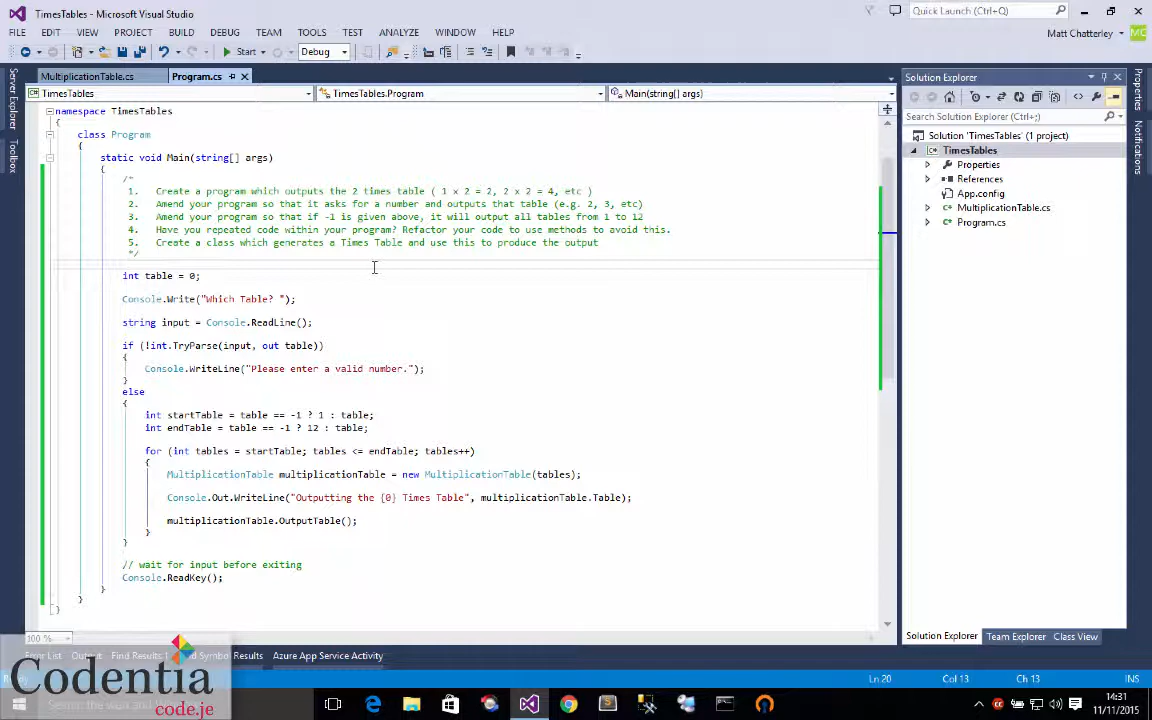 TimesTables - Microsoft Visual Studio
Quick Launch (Ctrl+Q)
FILE EDIT VIEW PROJECT BUILD DEBUG TEAM TOOLS TEST ANALYZE WINDOW HELP
Matt Chatterley
MC
Start
Debug
Server Explorer
Toolbox
MultiplicationTable.cs
Program.cs
TimesTables
TimesTables.Program
Main(string[] args)
namespace TimesTables
{
class Program
{
static void Main(string[] args)
{
/*
1. Create a program which outputs the 2 times table ( 1 x 2 = 2, 2 x 2 = 4, etc )
2. Amend your program so that it asks for a number and outputs that table (e.g. 2, 3, etc)
3. Amend your program so that if -1 is given above, it will output all tables from 1 to 12
4. Have you repeated code within your program? Refactor your code to use methods to avoid this.
5. Create a class which generates a Times Table and use this to produce the output
*/
int table = 0;
Console.Write("Which Table? ");
string input = Console.ReadLine();
if (!int.TryParse(input, out table))
{
Console.WriteLine("Please enter a valid number.");
}
else
{
int startTable = table == -1 ? 1 : table;
int endTable = table == -1 ? 12 : table;
for (int tables = startTable; tables <= endTable; tables++)
{
MultiplicationTable multiplicationTable = new MultiplicationTable(tables);
Console.Out.WriteLine("Outputting the {0} Times Table", multiplicationTable.Table);
multiplicationTable.OutputTable();
}
}
// wait for input before exiting
Console.ReadKey();
}
}
}
100 %
Solution Explorer
Search Solution Explorer (Ctrl+;)
Solution 'TimesTables' (1 project)
TimesTables
Properties
References
App.config
MultiplicationTable.cs
Program.cs
Properties
Notifications
Solution Explorer Team Explorer Class View
Error List Output Find Results 1 Symbol Results Azure App Service Activity
Ln 20 Col 13 Ch 13 INS
Codentia
code.je
14:31
11/11/2015